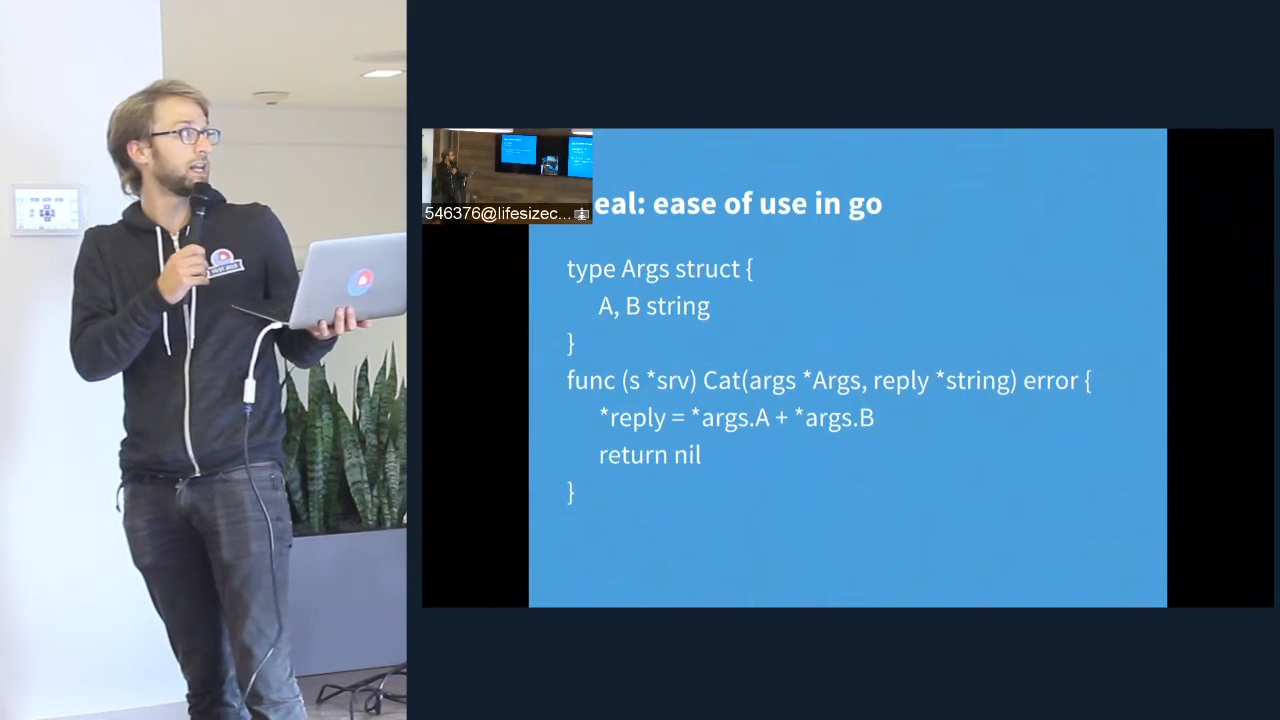 546376@lifesizec...
eal: ease of use in go
type Args struct {
A, B string
}
func (s *srv) Cat(args *Args, reply *string) error {
*reply = *args.A + *args.B
return nil
}